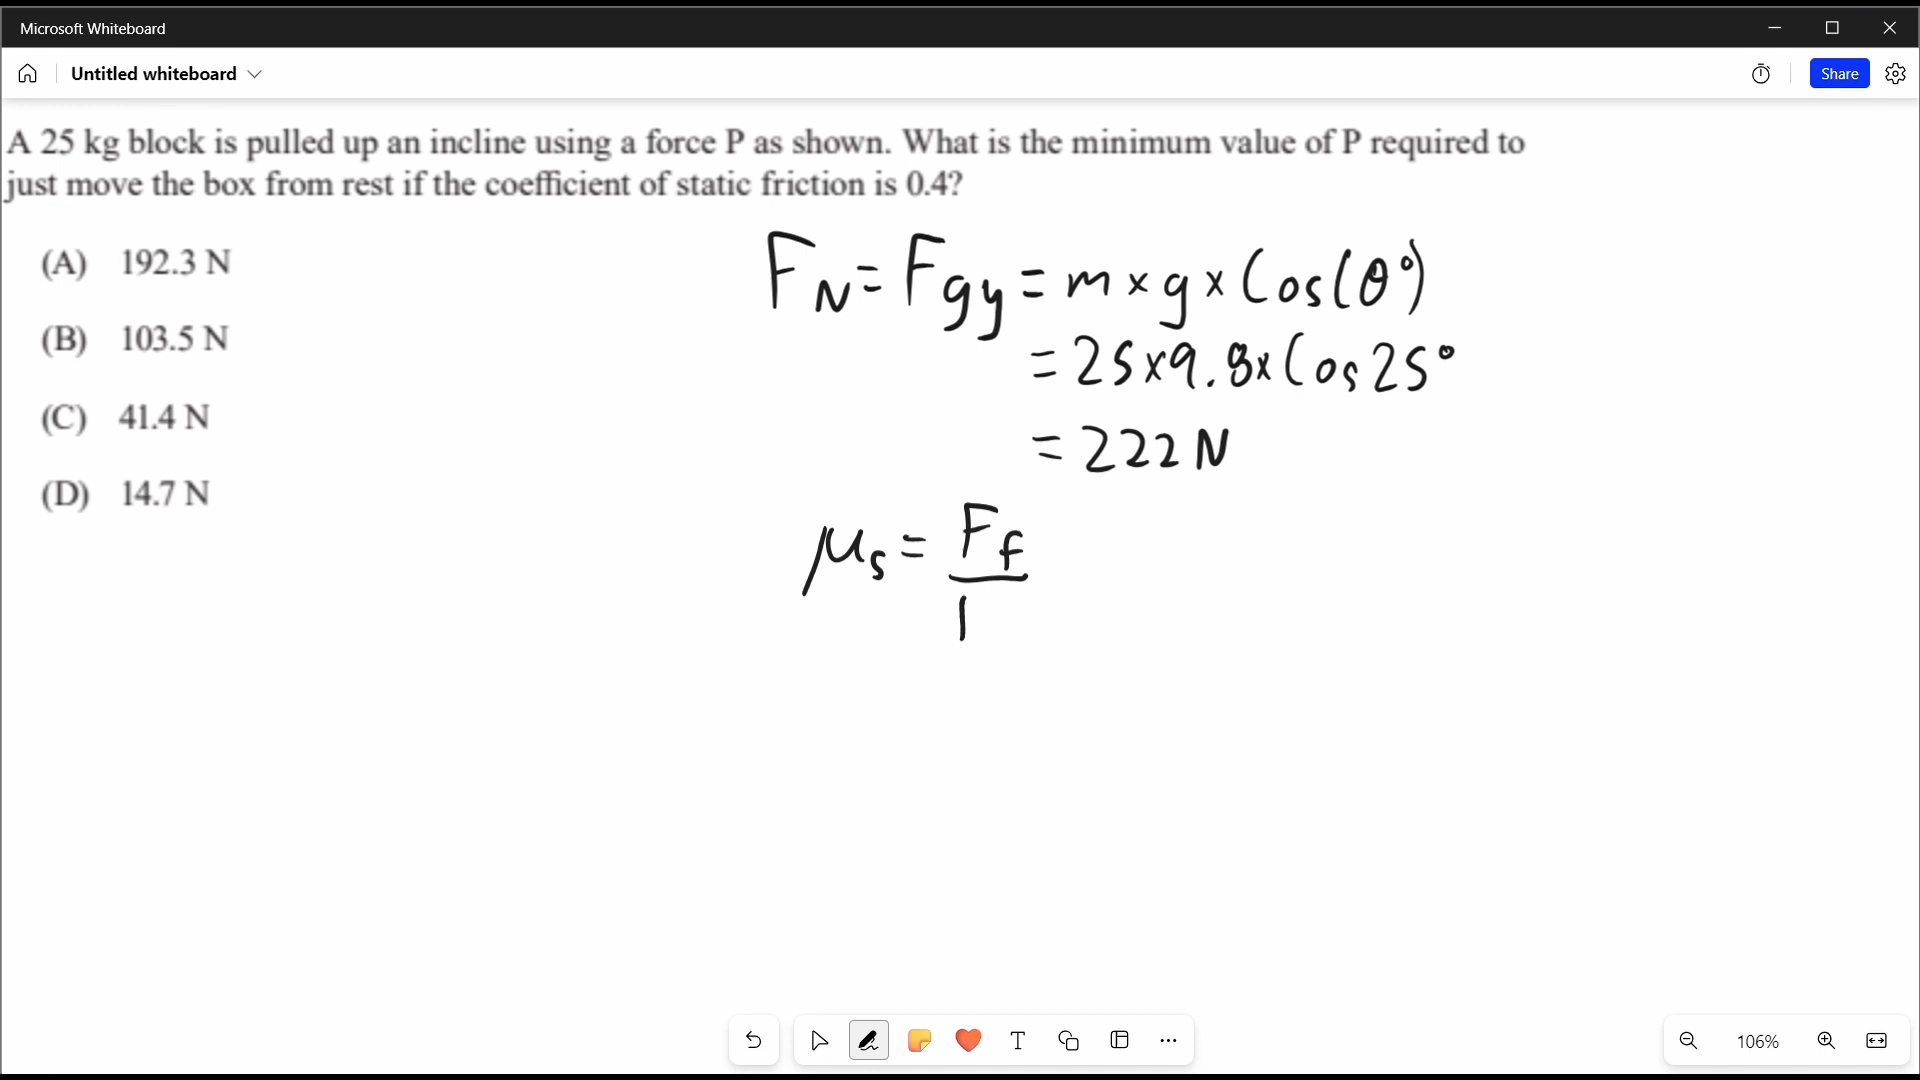 Microsoft Whiteboard
Untitled whiteboard
Share
A 25 kg block is pulled up an incline using a force P as shown. What is the minimum value of P required to
just move the box from rest if the coefficient of static friction is 0.4?
(A) 192.3 N
(B) 103.5 N
(C) 41.4 N
(D) 14.7 N
FN = Fgy = m × g × Cos(θ°)
= 25 × 9.8 × Cos 25°
= 222 N
μs = Ff
106%